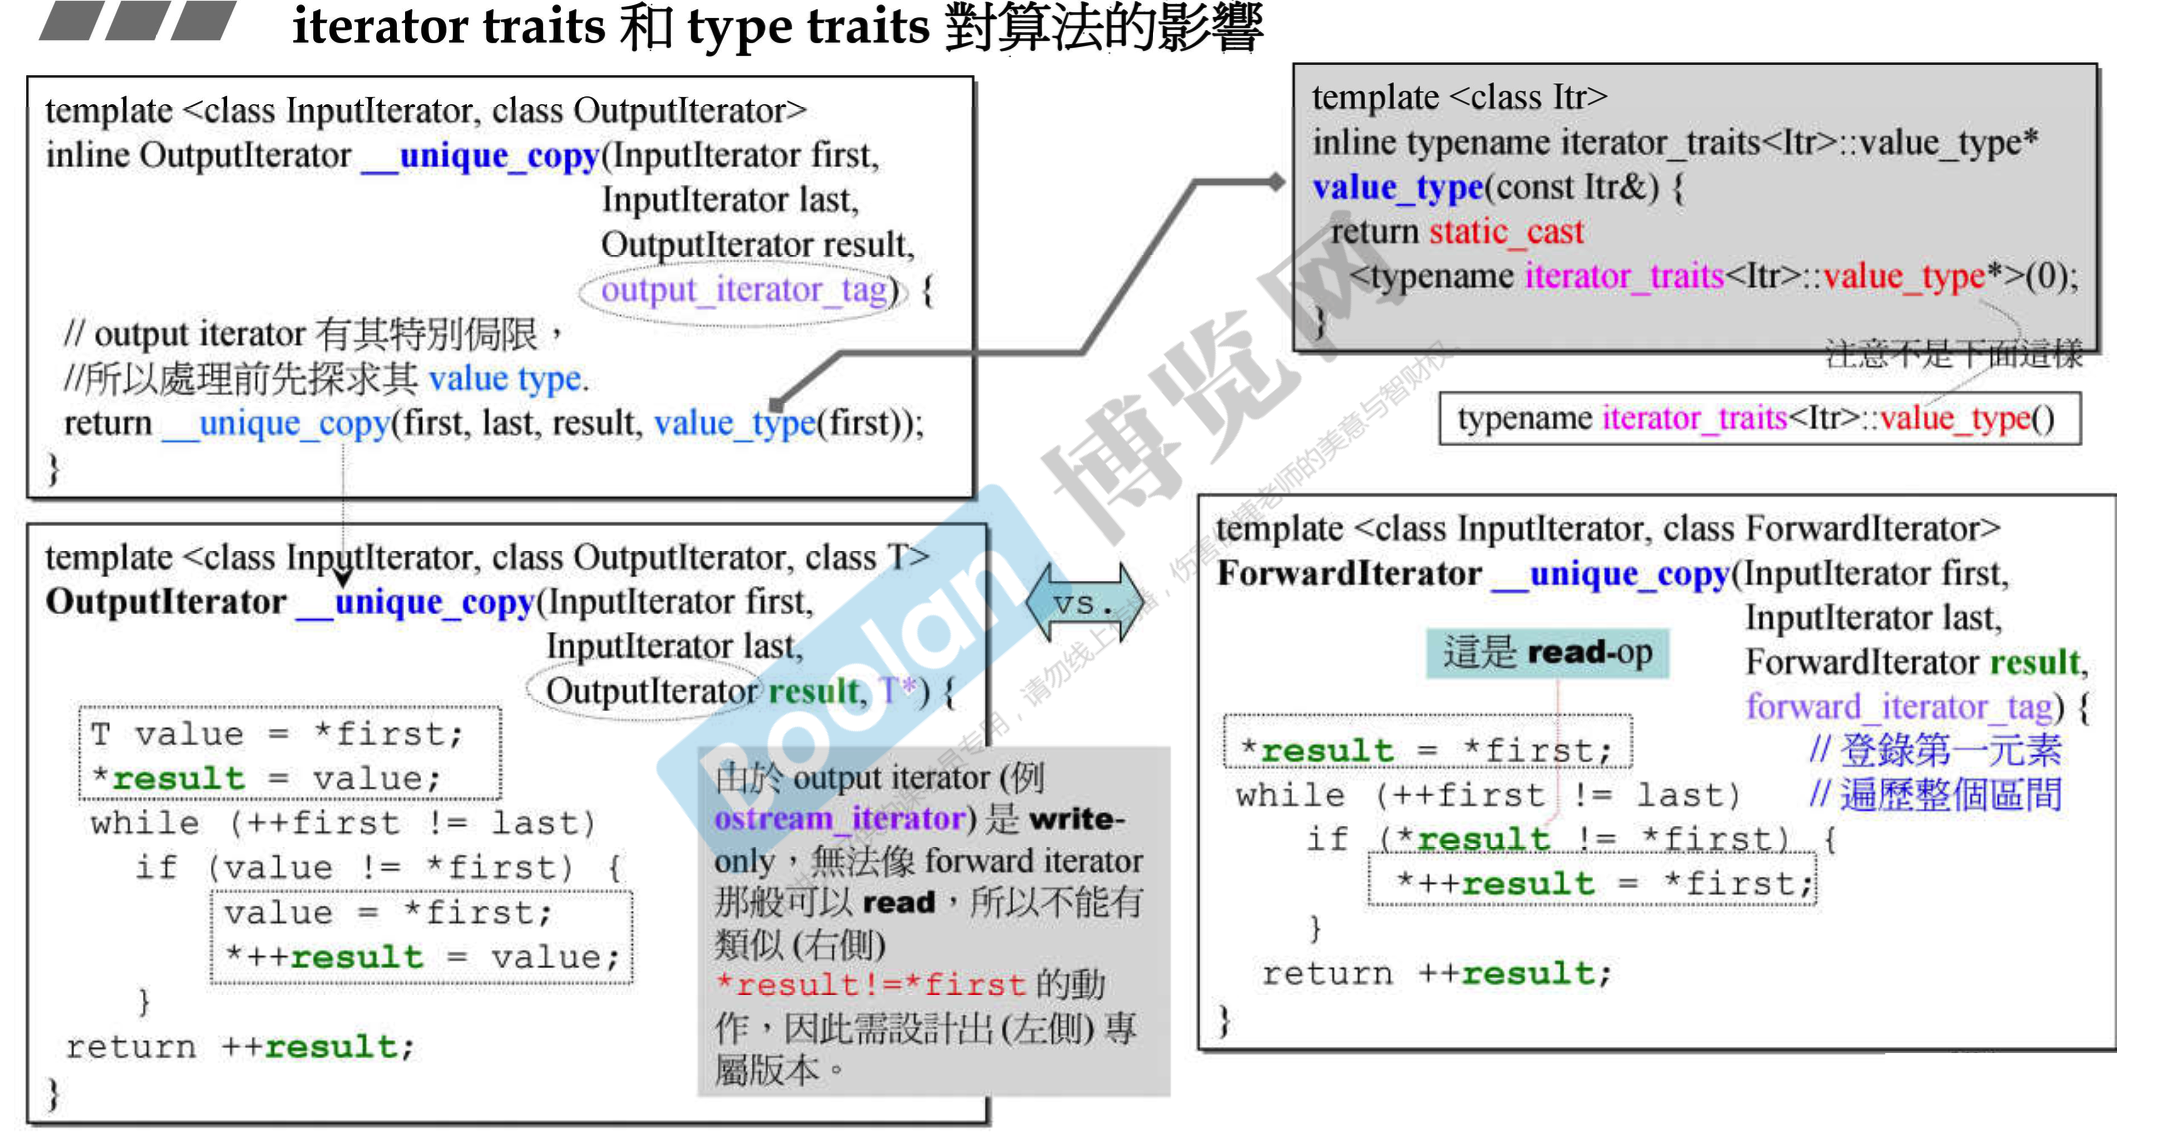 iterator traits 和 type traits 對算法的影響
template <class InputIterator, class OutputIterator>
inline OutputIterator __unique_copy(InputIterator first,
InputIterator last,
OutputIterator result,
output_iterator_tag) {
// output iterator 有其特別侷限，
//所以處理前先探求其 value type.
return __unique_copy(first, last, result, value_type(first));
}
template <class Itr>
inline typename iterator_traits<Itr>::value_type*
value_type(const Itr&) {
return static_cast
<typename iterator_traits<Itr>::value_type*>(0);
}
注意不是下面這樣
typename iterator_traits<Itr>::value_type()
template <class InputIterator, class OutputIterator, class T>
OutputIterator __unique_copy(InputIterator first,
InputIterator last,
OutputIterator result, T*) {
T value = *first;
*result = value;
while (++first != last)
if (value != *first) {
value = *first;
*++result = value;
}
return ++result;
}
由於 output iterator (例
ostream_iterator) 是 write-
only，無法像 forward iterator
那般可以 read，所以不能有
類似 (右側)
*result!=*first 的動
作，因此需設計出 (左側) 專
屬版本。
vs.
template <class InputIterator, class ForwardIterator>
ForwardIterator __unique_copy(InputIterator first,
InputIterator last,
ForwardIterator result,
forward_iterator_tag) {
這是 read-op
*result = *first; // 登錄第一元素
while (++first != last) // 遍歷整個區間
if (*result != *first) {
*++result = *first;
}
return ++result;
}
Boolan
博览网